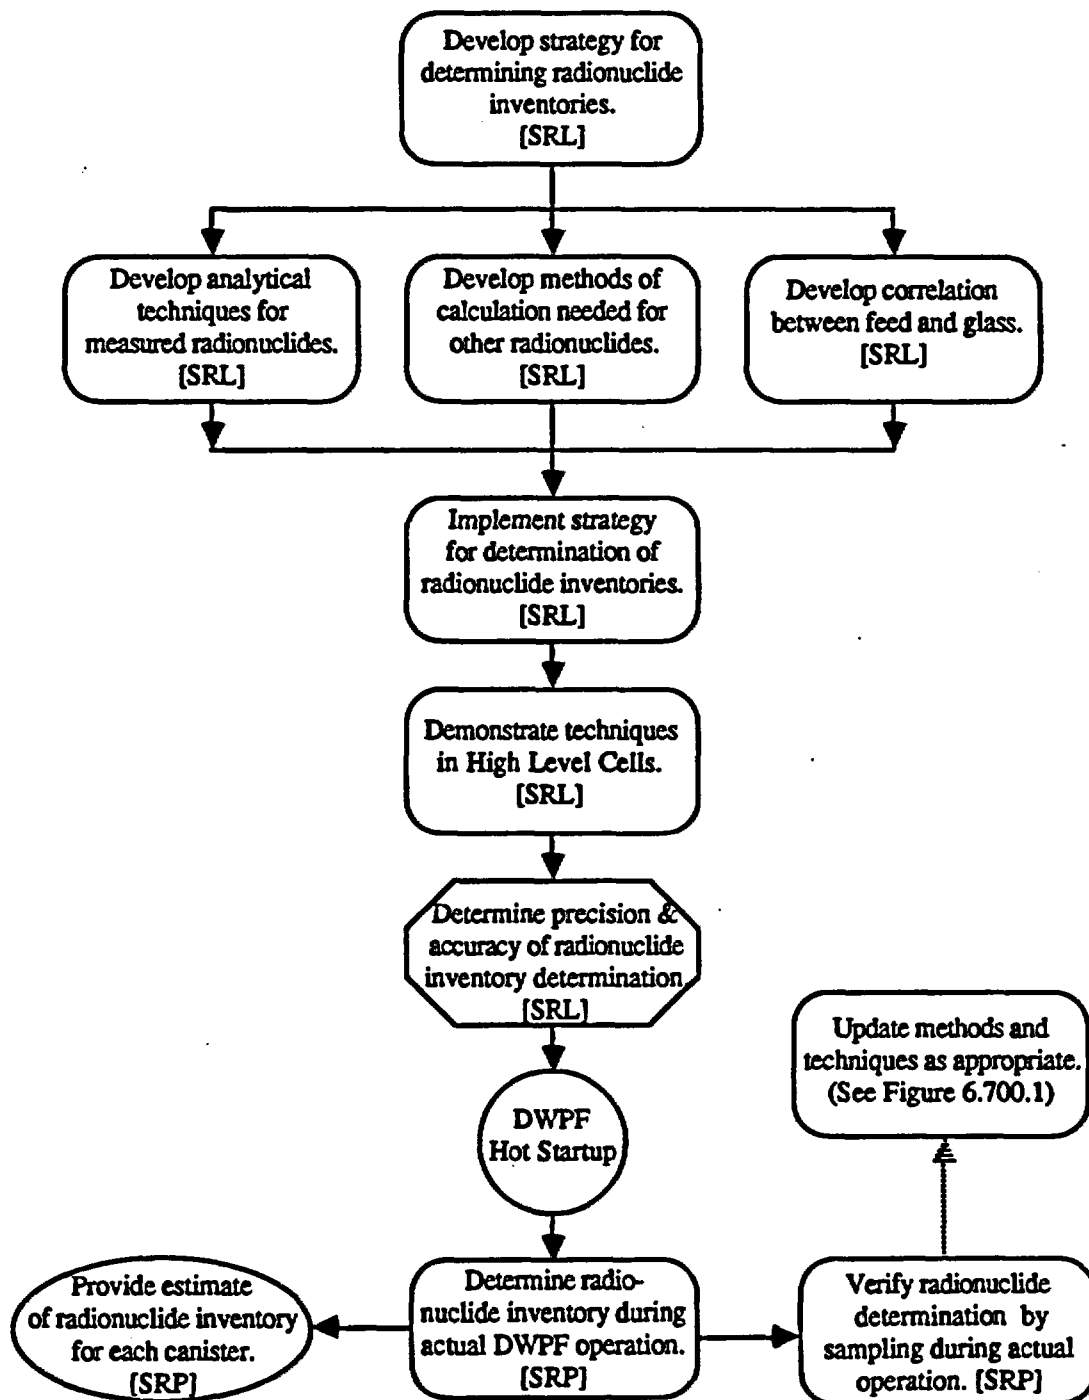 Develop strategy for
determining radionuclide
inventories.
[SRL]
Develop analytical
techniques for
measured radionuclides.
[SRL]
Develop methods of
calculation needed for
other radionuclides.
[SRL]
Develop correlation
between feed and glass.
[SRL]
Implement strategy
for determination of
radionuclide inventories.
[SRL]
Demonstrate techniques
in High Level Cells.
[SRL]
Determine precision &
accuracy of radionuclide
inventory determination
[SRL]
Update methods and
techniques as appropriate.
(See Figure 6.700.1)
DWPF
Hot Startup
Provide estimate
of radionuclide inventory
for each canister.
[SRP]
Determine radio-
nuclide inventory during
actual DWPF operation.
[SRP]
Verify radionuclide
determination by
sampling during actual
operation. [SRP]